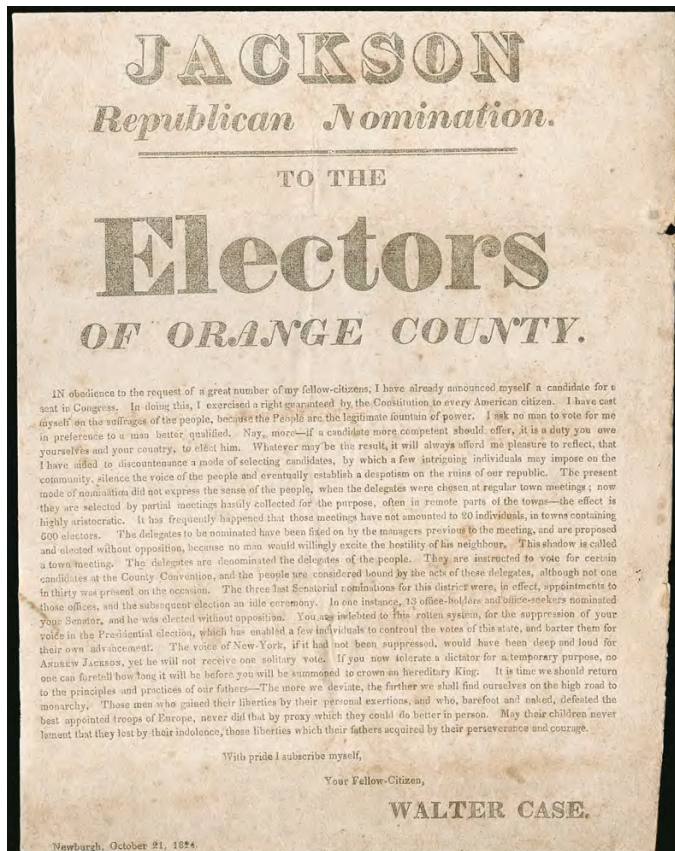 JACKSON
Republican Nomination.
TO THE
Electors
OF ORANGE COUNTY.
IN obedience to the request of a great number of my fellow-citizens, I have already announced myself a candidate for a
seat in Congress. In doing this, I exercised a right guaranteed by the Constitution to every American citizen. I have cast
myself on the suffrages of the people, because the People are the legitimate fountain of power. I ask no man to vote for me
in preference to a man better qualified. Nay, more—if a candidate more competent should offer, it is a duty you owe
yourselves and your country, to elect him. Whatever may be the result, it will always afford me pleasure to reflect, that
I have aided to discountenance a mode of selecting candidates, by which a few intriguing individuals may impose on the
community, silence the voice of the people and eventually establish a despotism on the ruins of our republic. The present
mode of nomination did not express the sense of the people, when the delegates were chosen at regular town meetings; now
they are selected by partial meetings hastily collected for the purpose, often in remote parts of the towns—the effect is
highly aristocratic. It has frequently happened that those meetings have not amounted to 20 individuals, in towns containing
500 electors. The delegates to be nominated have been fixed on by the managers previous to the meeting, and are proposed
and elected without opposition, because no man would willingly excite the hostility of his neighbour. This shadow is called
a town meeting. The delegates are denominated the delegates of the people. They are instructed to vote for certain
candidates at the County Convention, and the people are considered bound by the acts of these delegates, although not one
in thirty was present on the occasion. The three last Senatorial nominations for this district were, in effect, appointments to
those offices, and the subsequent election an idle ceremony. In one instance, 13 office-holders and office-seekers nominated
your Senator, and he was elected without opposition. You are indebted to this rotten system, for the suppression of your
voice in the Presidential election, which has enabled a few individuals to controul the votes of this state, and barter them for
their own advancement. The voice of New-York, if it had not been suppressed, would have been deep and loud for
ANDREW JACKSON, yet he will not receive one solitary vote. If you now tolerate a dictator for a temporary purpose, no
one can foretell how long it will be before you will be summoned to crown an hereditary King. It is time we should return
to the principles and practices of our fathers—The more we deviate, the farther we shall find ourselves on the high road to
monarchy. Those men who gained their liberties by their personal exertions, and who, barefoot and naked, defeated the
best appointed troops of Europe, never did that by proxy which they could do better in person. May their children never
lament that they lost by their indolence, those liberties which their fathers acquired by their perseverance and courage.
With pride I subscribe myself,
Your Fellow-Citizen,
WALTER CASE.
Newburgh, October 21, 1824.